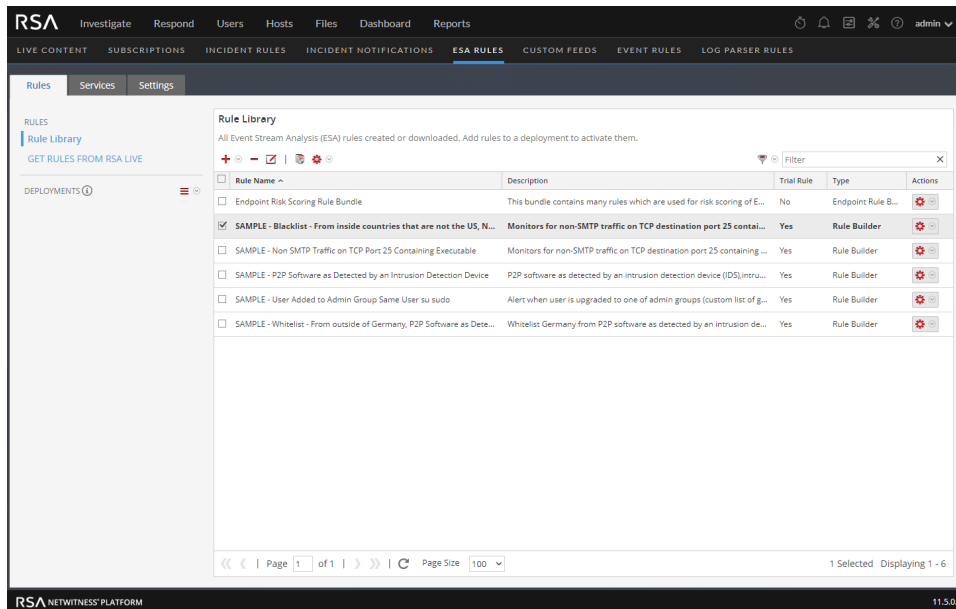 RSA Investigate Respond Users Hosts Files Dashboard Reports admin
LIVE CONTENT SUBSCRIPTIONS INCIDENT RULES INCIDENT NOTIFICATIONS ESA RULES CUSTOM FEEDS EVENT RULES LOG PARSER RULES
Rules Services Settings
RULES
Rule Library
GET RULES FROM RSA LIVE
DEPLOYMENTS
Rule Library
All Event Stream Analysis (ESA) rules created or downloaded. Add rules to a deployment to activate them.
Filter
Rule Name Description Trial Rule Type Actions
Endpoint Risk Scoring Rule Bundle This bundle contains many rules which are used for risk scoring of E... No Endpoint Rule B...
SAMPLE - Blacklist - From inside countries that are not the US, N... Monitors for non-SMTP traffic on TCP destination port 25 contai... Yes Rule Builder
SAMPLE - Non SMTP Traffic on TCP Port 25 Containing Executable Monitors for non-SMTP traffic on TCP destination port 25 containing ... Yes Rule Builder
SAMPLE - P2P Software as Detected by an Intrusion Detection Device P2P software as detected by an intrusion detection device (IDS),intru... Yes Rule Builder
SAMPLE - User Added to Admin Group Same User su sudo Alert when user is upgraded to one of admin groups (custom list of g... Yes Rule Builder
SAMPLE - Whitelist - From outside of Germany, P2P Software as Dete... Whitelist Germany from P2P software as detected by an intrusion de... Yes Rule Builder
Page 1 of 1 Page Size 100 1 Selected Displaying 1 - 6
RSA NETWITNESS® PLATFORM 11.5.0.